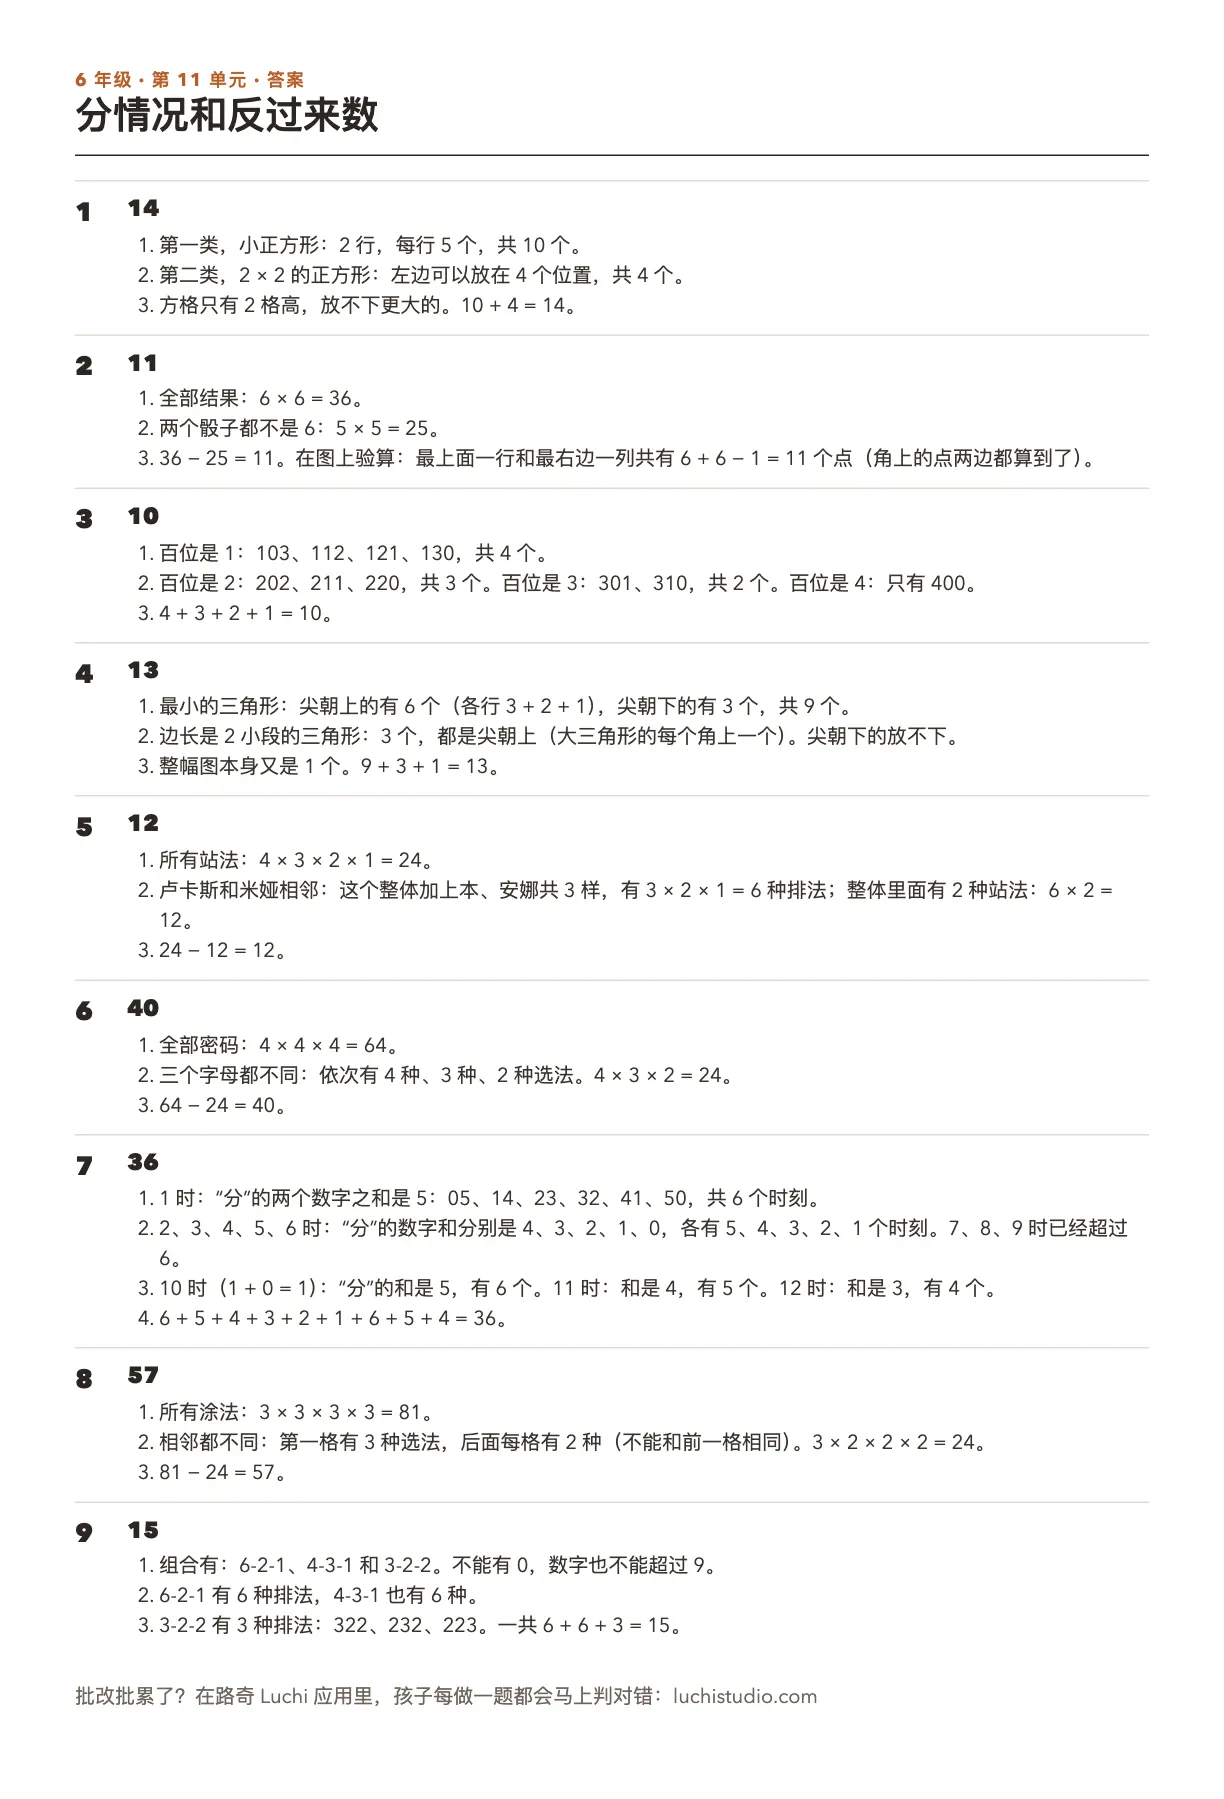 6 年级·第 11 单元·答案
分情况和反过来数
1 14
1. 第一类，小正方形：2 行，每行 5 个，共 10 个。
2. 第二类，2 × 2 的正方形：左边可以放在 4 个位置，共 4 个。
3. 方格只有 2 格高，放不下更大的。10 + 4 = 14。
2 11
1. 全部结果：6 × 6 = 36。
2. 两个骰子都不是 6：5 × 5 = 25。
3. 36 − 25 = 11。在图上验算：最上面一行和最右边一列共有 6 + 6 − 1 = 11 个点（角上的点两边都算到了）。
3 10
1. 百位是 1：103、112、121、130，共 4 个。
2. 百位是 2：202、211、220，共 3 个。百位是 3：301、310，共 2 个。百位是 4：只有 400。
3. 4 + 3 + 2 + 1 = 10。
4 13
1. 最小的三角形：尖朝上的有 6 个（各行 3 + 2 + 1），尖朝下的有 3 个，共 9 个。
2. 边长是 2 小段的三角形：3 个，都是尖朝上（大三角形的每个角上一个）。尖朝下的放不下。
3. 整幅图本身又是 1 个。9 + 3 + 1 = 13。
5 12
1. 所有站法：4 × 3 × 2 × 1 = 24。
2. 卢卡斯和米娅相邻：这个整体加上本、安娜共 3 样，有 3 × 2 × 1 = 6 种排法；整体里面有 2 种站法：6 × 2 =
12。
3. 24 − 12 = 12。
6 40
1. 全部密码：4 × 4 × 4 = 64。
2. 三个字母都不同：依次有 4 种、3 种、2 种选法。4 × 3 × 2 = 24。
3. 64 − 24 = 40。
7 36
1. 1 时：“分”的两个数字之和是 5：05、14、23、32、41、50，共 6 个时刻。
2. 2、3、4、5、6 时：“分”的数字和分别是 4、3、2、1、0，各有 5、4、3、2、1 个时刻。7、8、9 时已经超过
6。
3. 10 时（1 + 0 = 1）：“分”的和是 5，有 6 个。11 时：和是 4，有 5 个。12 时：和是 3，有 4 个。
4. 6 + 5 + 4 + 3 + 2 + 1 + 6 + 5 + 4 = 36。
8 57
1. 所有涂法：3 × 3 × 3 × 3 = 81。
2. 相邻都不同：第一格有 3 种选法，后面每格有 2 种（不能和前一格相同）。3 × 2 × 2 × 2 = 24。
3. 81 − 24 = 57。
9 15
1. 组合有：6-2-1、4-3-1 和 3-2-2。不能有 0，数字也不能超过 9。
2. 6-2-1 有 6 种排法，4-3-1 也有 6 种。
3. 3-2-2 有 3 种排法：322、232、223。一共 6 + 6 + 3 = 15。
批改批累了？在路奇 Luchi 应用里，孩子每做一题都会马上判对错：luchistudio.com